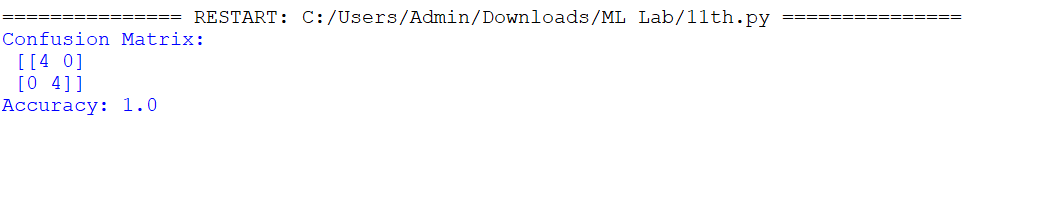 =============== RESTART: C:/Users/Admin/Downloads/ML Lab/11th.py ===============
Confusion Matrix:
 [[4 0]
 [0 4]]
Accuracy: 1.0